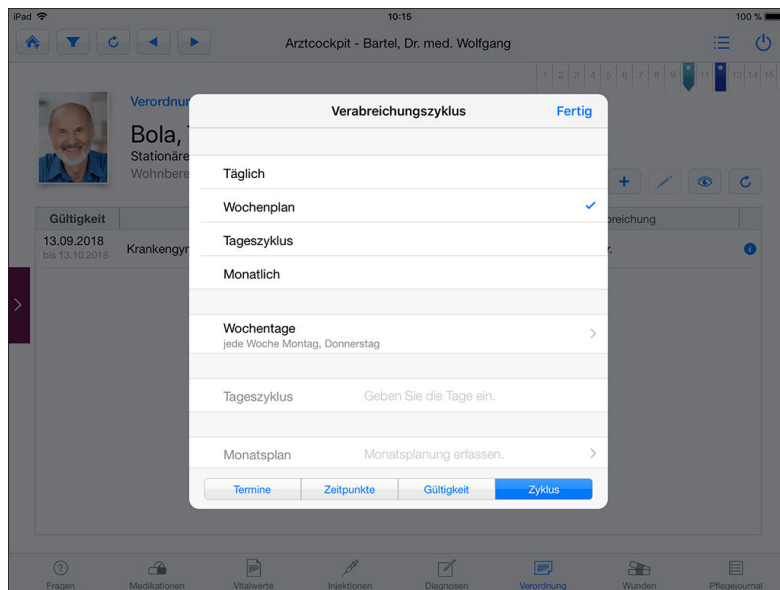 iPad 10:15 100 %
Arztcockpit - Bartel, Dr. med. Wolfgang
1 2 3 4 5 6 7 8 9 11 13 14 15
Verordnun
Bola,
Stationäre
Wohnbere
Gültigkeit
breichung
13.09.2018
bis 13.10.2018
Krankengyr
r.
Verabreichungszyklus
Fertig
Täglich
Wochenplan
Tageszyklus
Monatlich
Wochentage
jede Woche Montag, Donnerstag
Tageszyklus Geben Sie die Tage ein.
Monatsplan Monatsplanung erfassen.
Termine Zeitpunkte Gültigkeit Zyklus
Fragen Medikationen Vitalwerte Injektionen Diagnosen Verordnung Wunden Pflegejournal